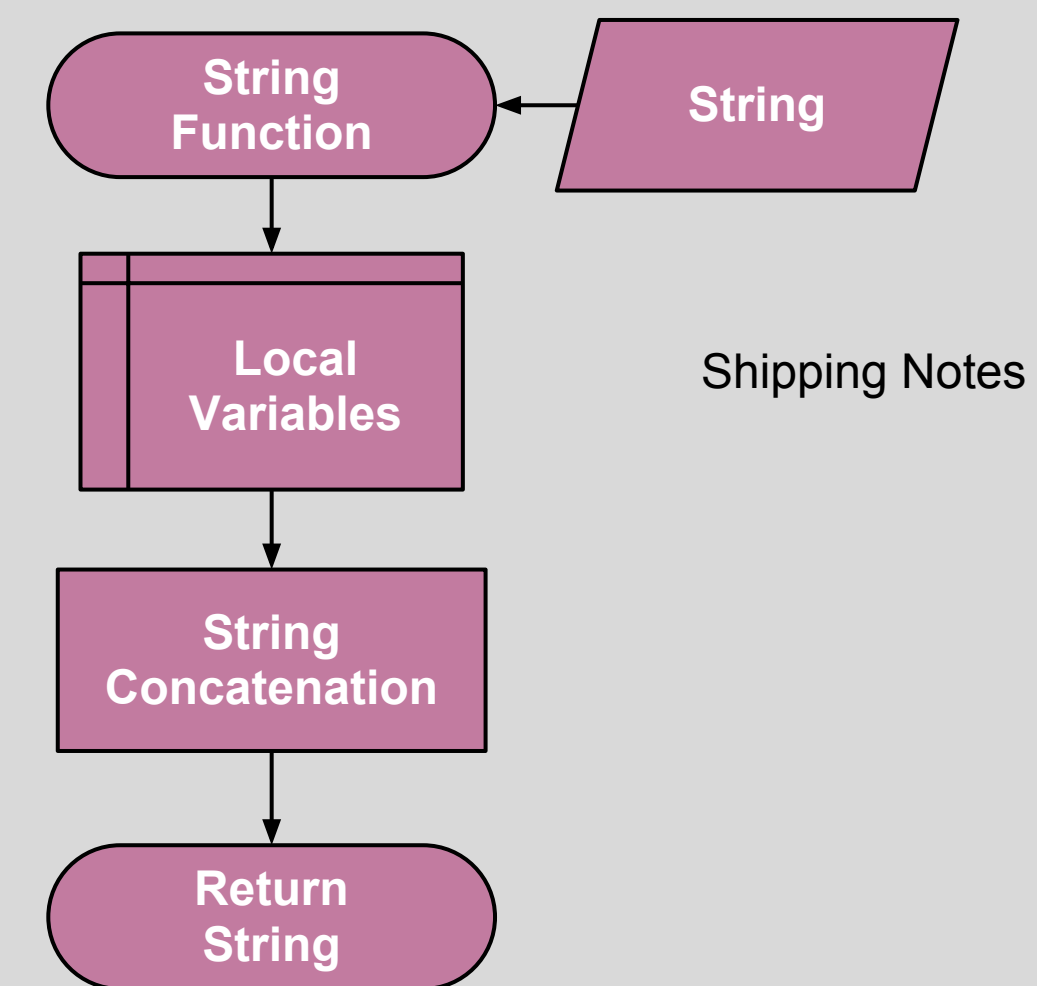 String
Function
String
Local
Variables
Shipping Notes
String
Concatenation
Return
String